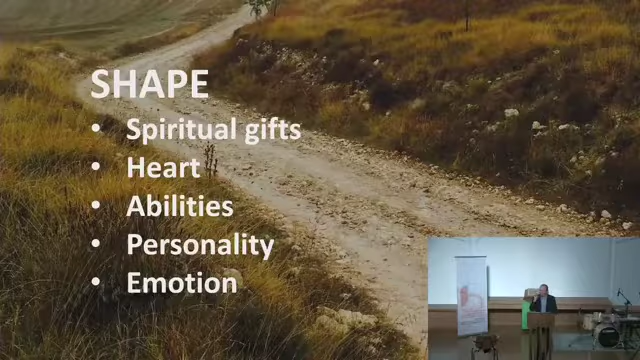 SHAPE
• Spiritual gifts
• Heart
• Abilities
• Personality
• Emotion